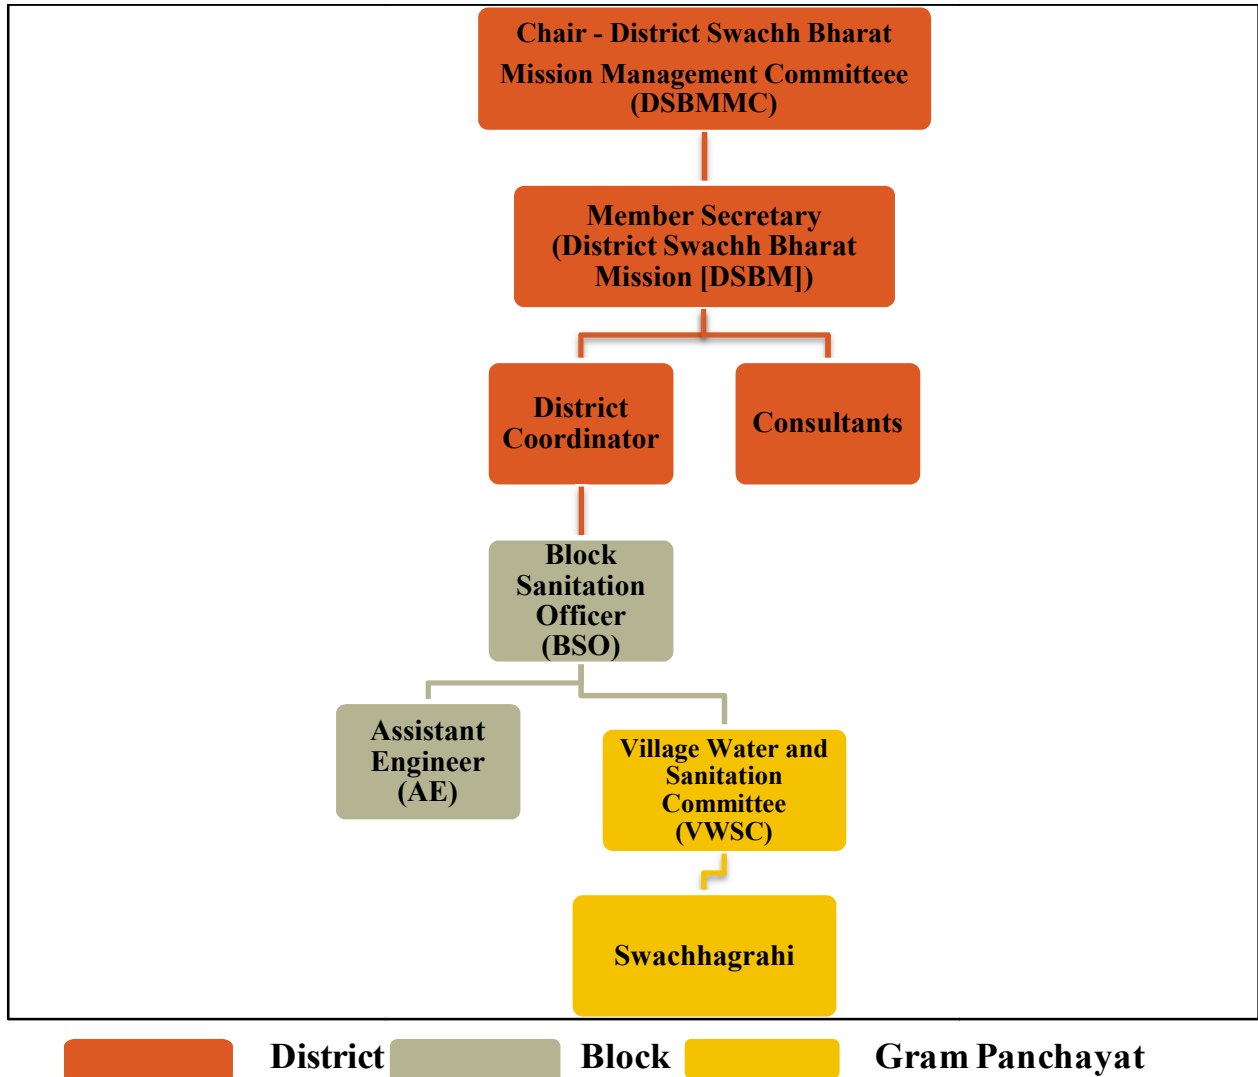 Chair - District Swachh Bharat
Mission Management Committeee
(DSBMMC)
Member Secretary
(District Swachh Bharat
Mission [DSBM])
District
Coordinator
Consultants
Block
Sanitation
Officer
(BSO)
Assistant
Engineer
(AE)
Village Water and
Sanitation
Committee
(VWSC)
Swachhagrahi
District
Block
Gram Panchayat